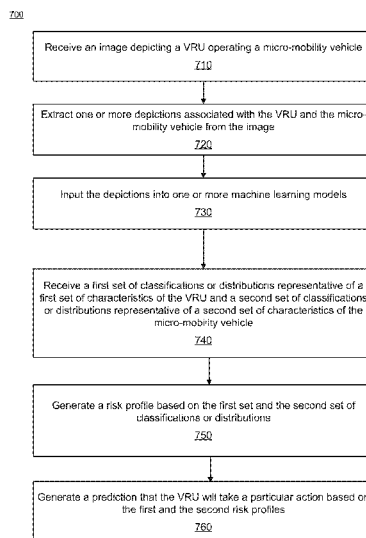 700
Receive an image depicting a VRU operating a micro-mobility vehicle
710
Extract one or more depictions associated with the VRU and the micro-
mobility vehicle from the image
720
Input the depictions into one or more machine learning models
730
Receive a first set of classifications or distributions representative of a
first set of characteristics of the VRU and a second set of classifications
or distributions representative of a second set of characteristics of the
micro-mobility vehicle
740
Generate a risk profile based on the first set and the second set of
classifications or distributions
750
Generate a prediction that the VRU will take a particular action based on
the first and the second risk profiles
760